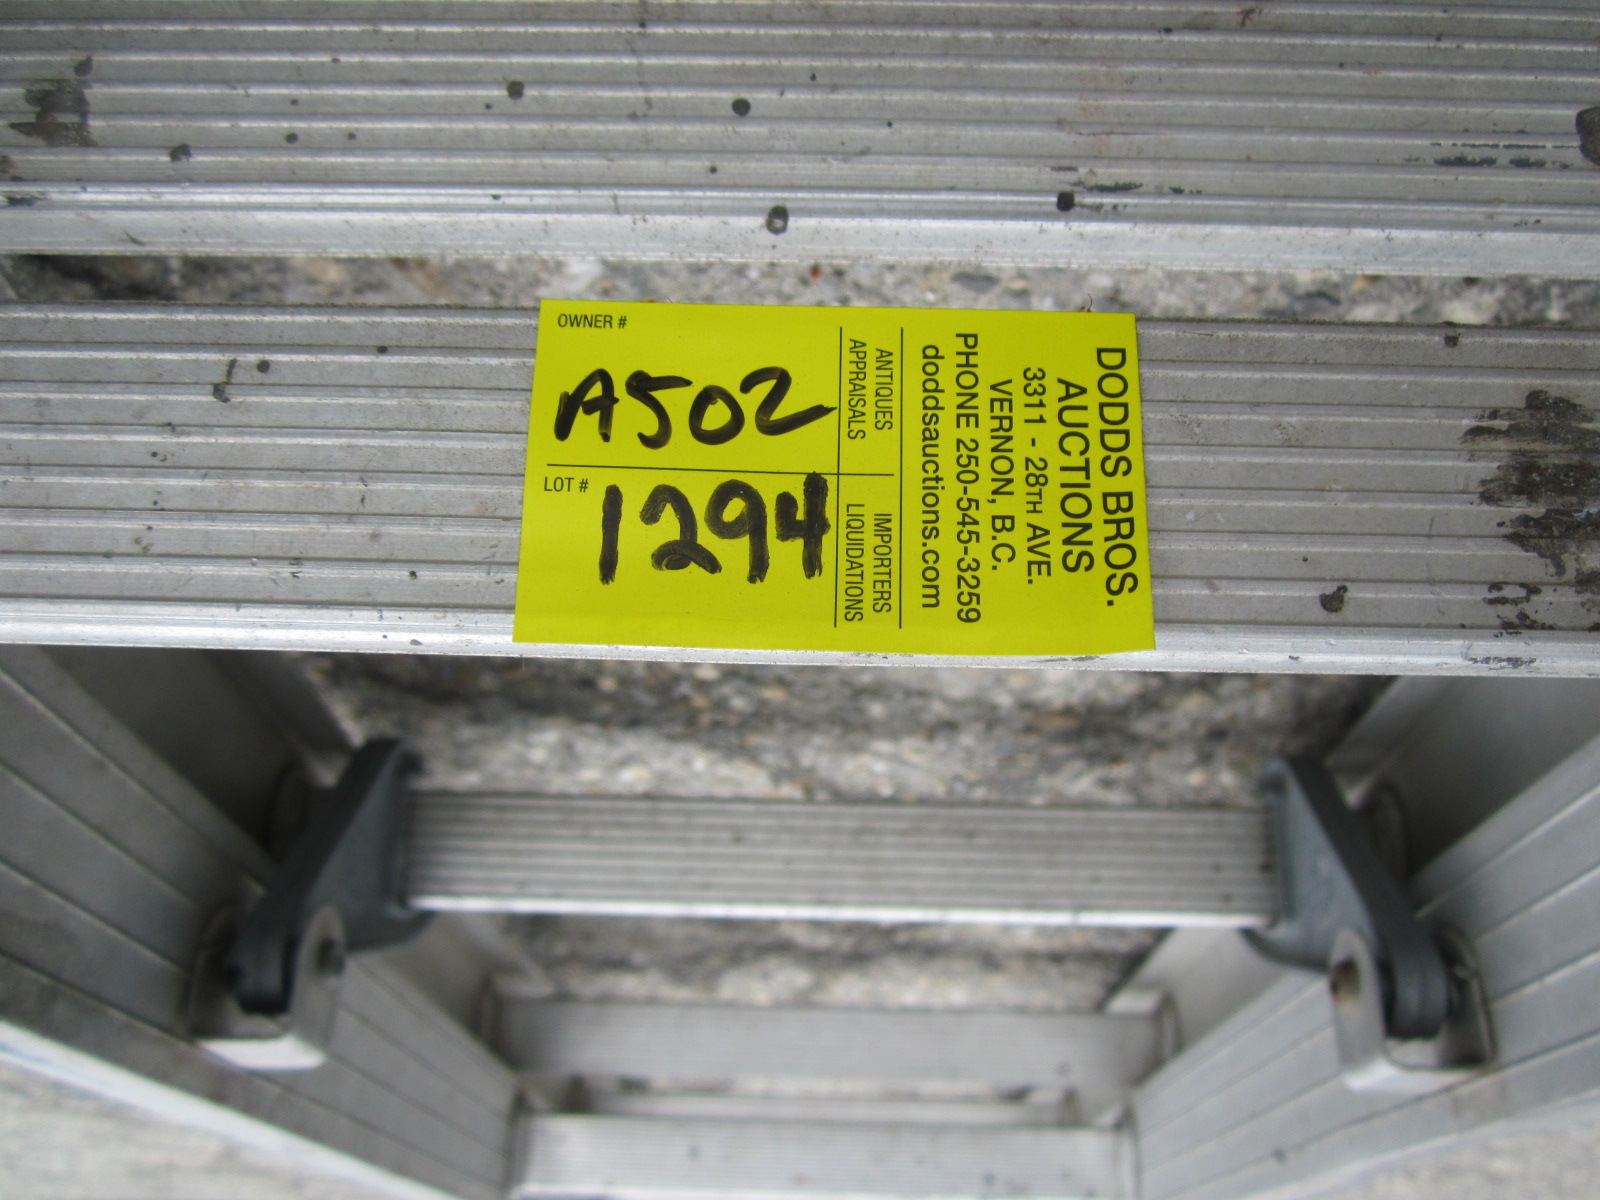 OWNER #
A502
LOT #
1294
DODDS BROS.
AUCTIONS
3311 - 28TH AVE.
VERNON, B.C.
PHONE 250-545-3259
doddsauctions.com
ANTIQUES
APPRAISALS
IMPORTERS
LIQUIDATIONS